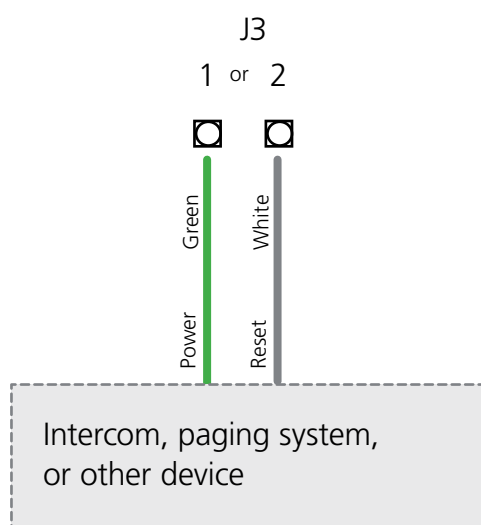 J3
1 or 2
Green
White
Power
Reset
Intercom, paging system,
or other device